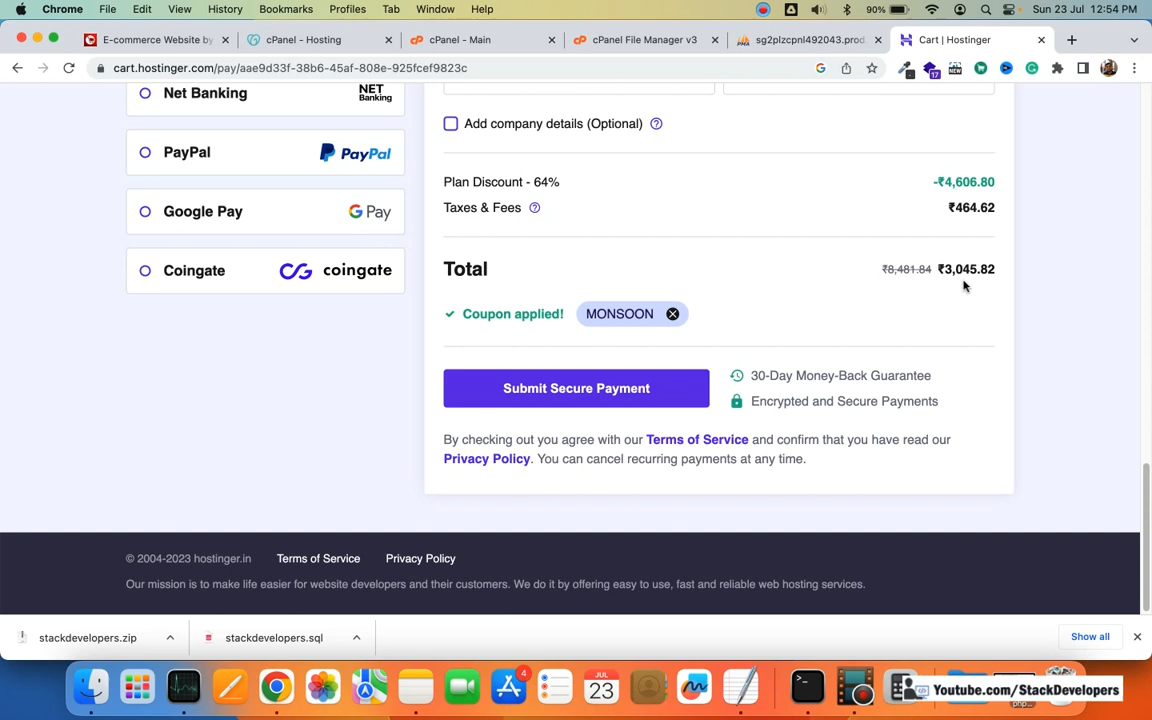 Chrome File Edit View History Bookmarks Profiles Tab Window Help 90% Sun 23 Jul 12:54 PM
E-commerce Website by cPanel - Hosting cPanel - Main cPanel File Manager v3 sg2plzcpnl492043.prod. Cart | Hostinger
cart.hostinger.com/pay/aae9d33f-38b6-45af-808e-925fcef9823c
17 NEW
Net Banking NET Banking
Add company details (Optional)
PayPal PayPal
Plan Discount - 64% -₹4,606.80
Taxes & Fees ₹464.62
Google Pay G Pay
Total ₹8,481.84 ₹3,045.82
Coingate coingate
Coupon applied! MONSOON
Submit Secure Payment
30-Day Money-Back Guarantee
Encrypted and Secure Payments
By checking out you agree with our Terms of Service and confirm that you have read our
Privacy Policy. You can cancel recurring payments at any time.
© 2004-2023 hostinger.in Terms of Service Privacy Policy
Our mission is to make life easier for website developers and their customers. We do it by offering easy to use, fast and reliable web hosting services.
stackdevelopers.zip stackdevelopers.sql Show all
4
JUL
23
Youtube.com/StackDevelopers